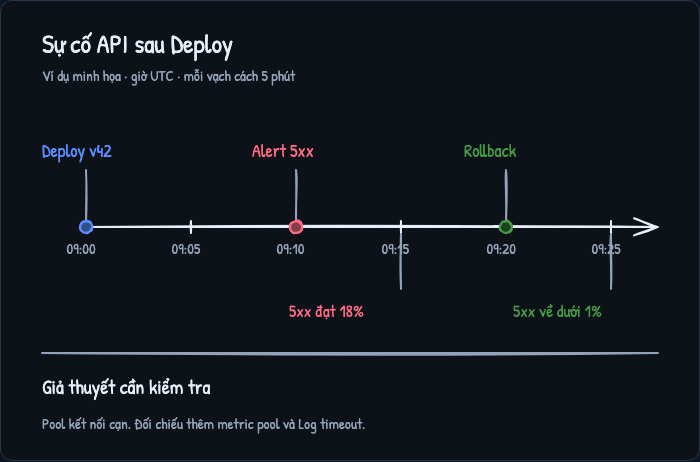 Sự cố API sau Deploy
Ví dụ minh họa · giờ UTC · mỗi vạch cách 5 phút
Deploy v42
Alert 5xx
Rollback
09:00
09:05
09:10
09:15
09:20
09:25
5xx đạt 18%
5xx về dưới 1%
Giả thuyết cần kiểm tra
Pool kết nối cạn. Đối chiếu thêm metric pool và Log timeout.